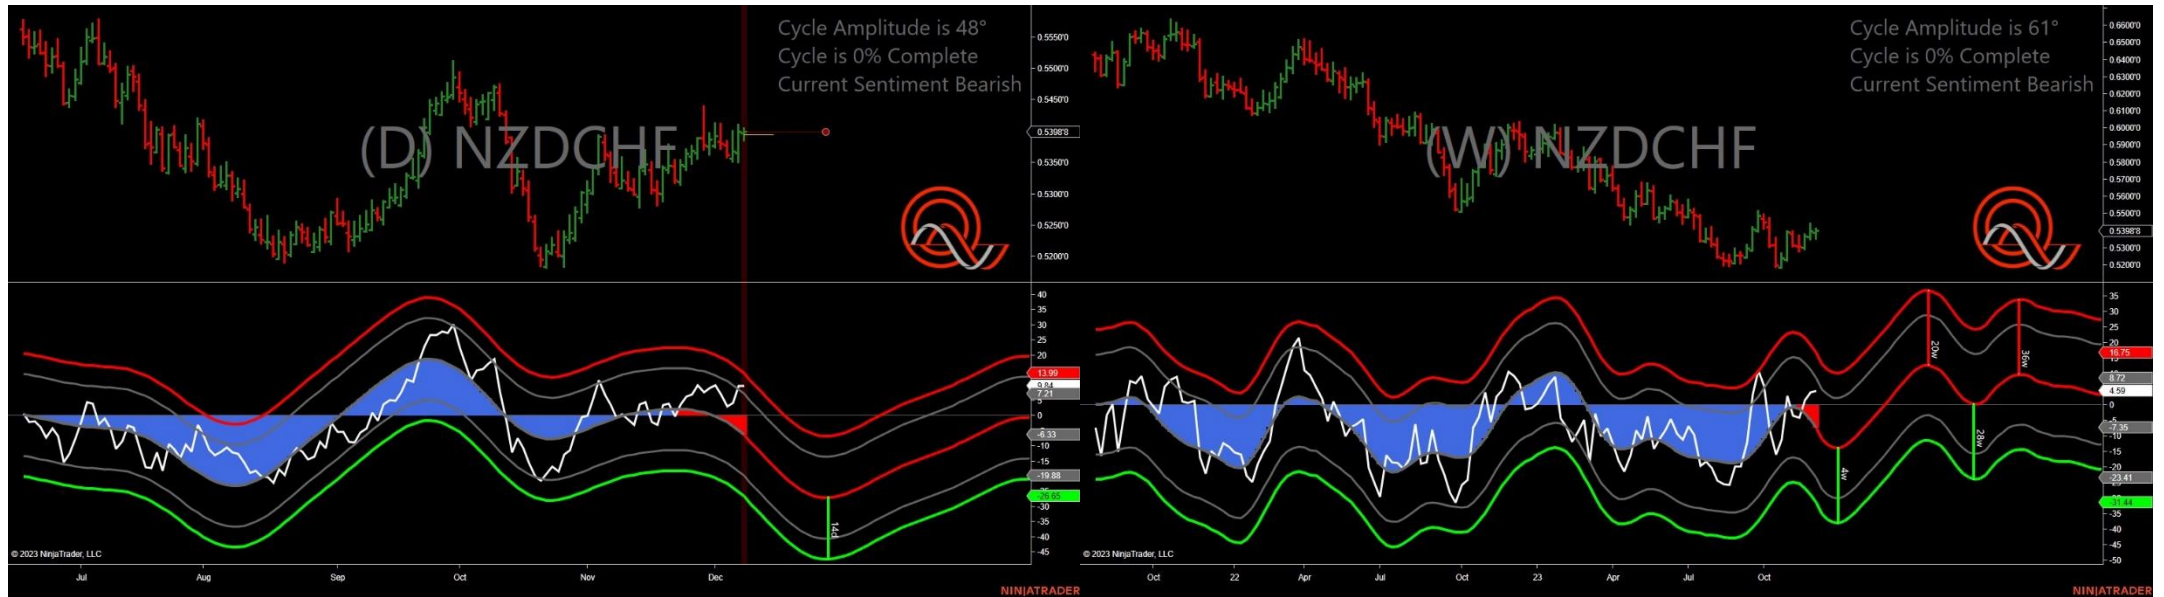 Cycle Amplitude is 48°
Cycle is 0% Complete
Current Sentiment Bearish
(D) NZDCHF
0.5550'0
0.5500'0
0.5450'0
0.5398'8
0.5350'0
0.5300'0
0.5250'0
0.5200'0
40
35
30
25
20
13.99
9.84
7.21
5
0
-6.33
-10
-15
-19.88
-26.65
-30
-35
-40
-45
14d
© 2023 NinjaTrader, LLC
Jul
Aug
Sep
Oct
Nov
Dec
NINJATRADER
Cycle Amplitude is 61°
Cycle is 0% Complete
Current Sentiment Bearish
(W) NZDCHF
0.6600'0
0.6500'0
0.6400'0
0.6300'0
0.6200'0
0.6100'0
0.6000'0
0.5900'0
0.5800'0
0.5700'0
0.5600'0
0.5500'0
0.5398'8
0.5300'0
0.5200'0
35
30
25
20
16.75
8.72
4.59
0
-7.35
-10
-15
-20
-23.41
-31.44
-35
-40
-45
-50
4w
20w
28w
36w
© 2023 NinjaTrader, LLC
Oct
22
Apr
Jul
Oct
23
Apr
Jul
Oct
NINJATRADER